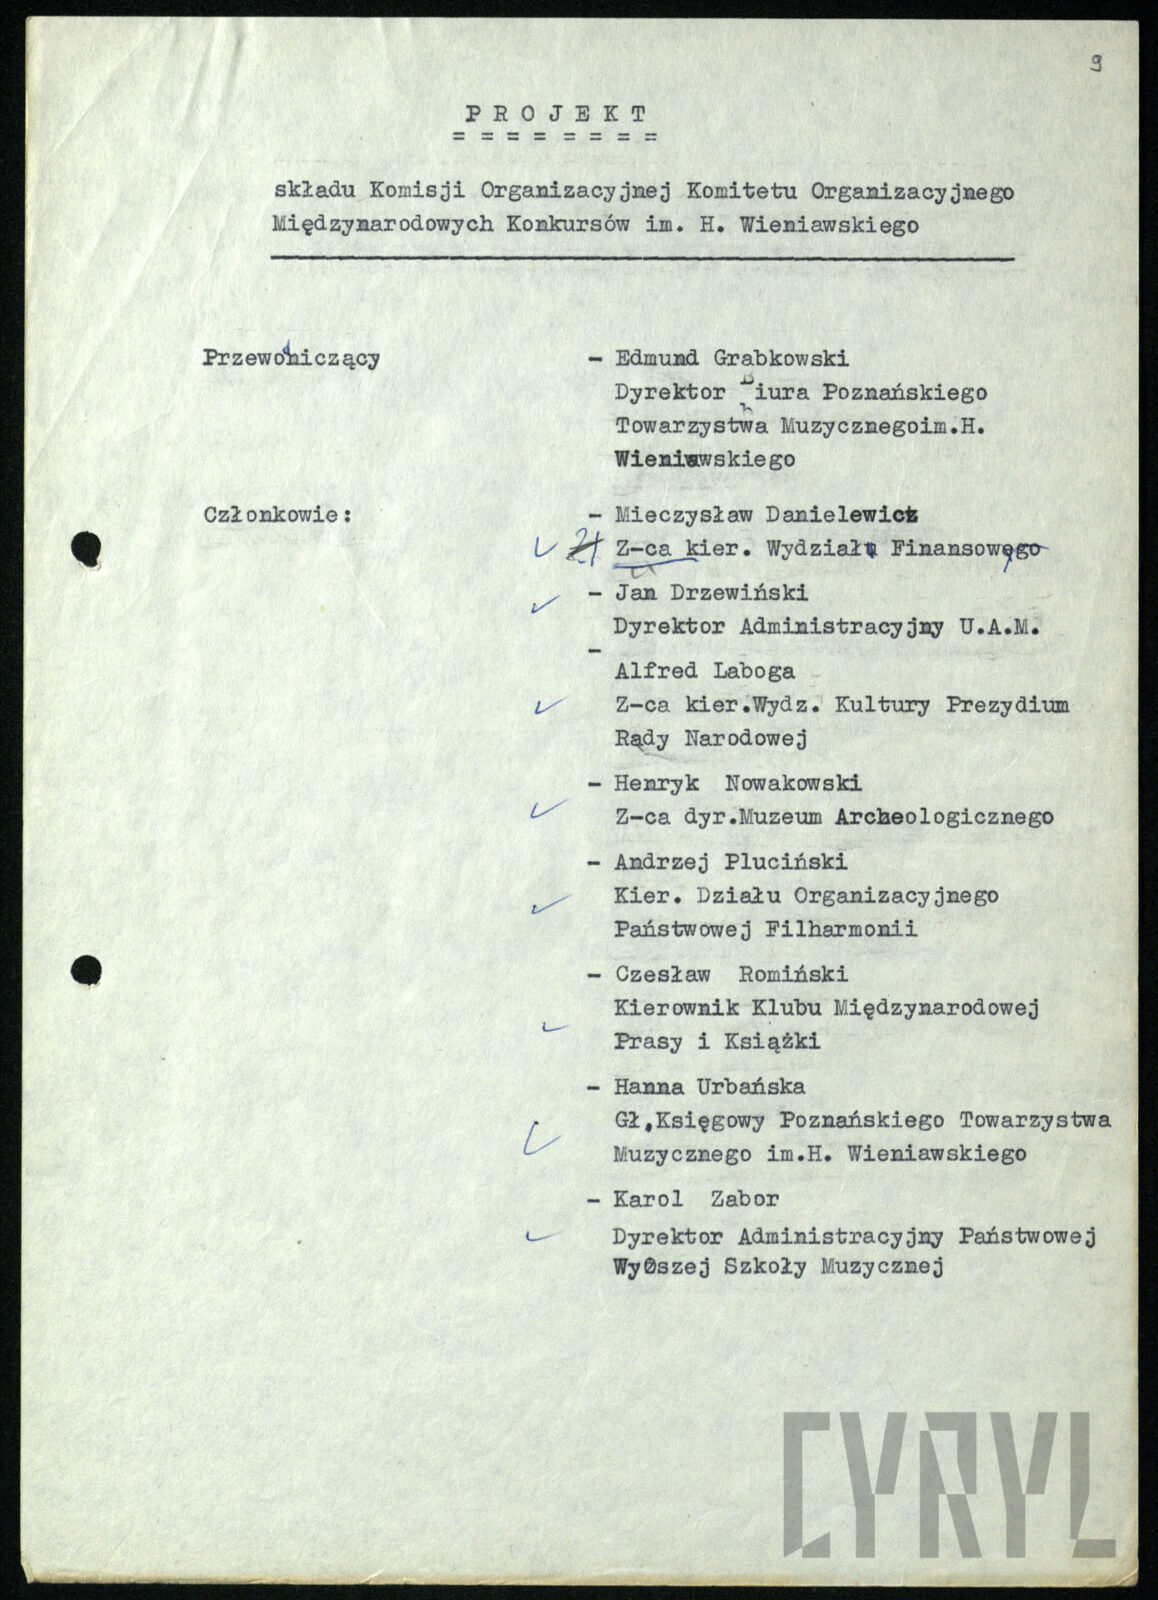 9
P R O J E K T
= = = = = = = =
składu Komisji Organizacyjnej Komitetu Organizacyjnego
Międzynarodowych Konkursów im. H. Wieniawskiego
Przewodniczący
- Edmund Grabkowski
Dyrektor Biura Poznańskiego
Towarzystwa Muzycznegoim.H.
Wieniawskiego
Członkowie:
- Mieczysław Danielewicz
Z-ca kier. Wydziału Finansowego
- Jan Drzewiński
Dyrektor Administracyjny U.A.M.
-
Alfred Laboga
Z-ca kier.Wydz. Kultury Prezydium
Rady Narodowej
- Henryk Nowakowski
Z-ca dyr.Muzeum Archeologicznego
- Andrzej Pluciński
Kier. Działu Organizacyjnego
Państwowej Filharmonii
- Czesław Romiński
Kierownik Klubu Międzynarodowej
Prasy i Książki
- Hanna Urbańska
Gł.Księgowy Poznańskiego Towarzystwa
Muzycznego im.H. Wieniawskiego
- Karol Zabor
Dyrektor Administracyjny Państwowej
Wyższej Szkoły Muzycznej
CYRYL